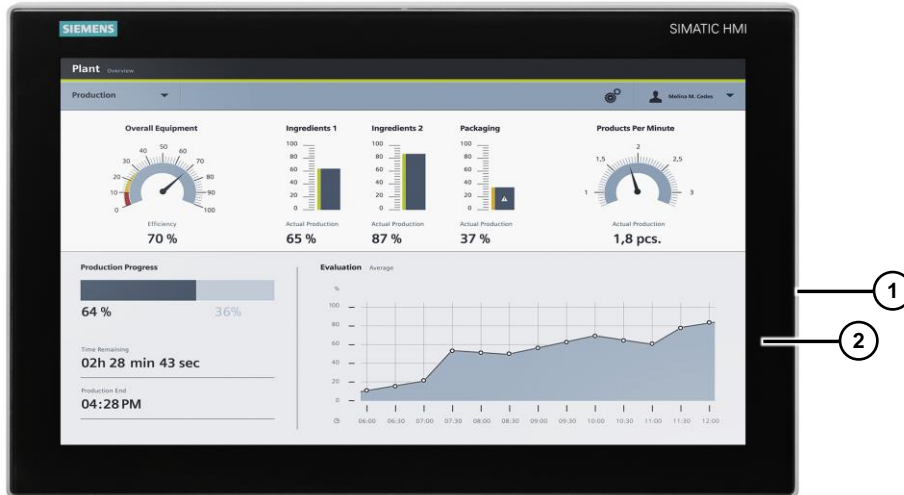 SIEMENS
SIMATIC HMI
Plant Overview
Production
Melina M. Cedes
Overall Equipment
0
10
20
30
40
50
60
70
80
90
100
Efficiency
70 %
Ingredients 1
100
80
60
40
20
0
Actual Production
65 %
Ingredients 2
100
80
60
40
20
0
Actual Production
87 %
Packaging
100
80
60
40
20
0
Actual Production
37 %
Products Per Minute
1
1,5
2
2,5
3
Actual Production
1,8 pcs.
Production Progress
64 % 36%
Time Remaining
02h 28 min 43 sec
Production End
04:28 PM
Evaluation Average
%
100
80
60
40
20
0
06:00 06:30 07:00 07:30 08:00 08:30 09:00 09:30 10:00 10:30 11:00 11:30 12:00
1
2